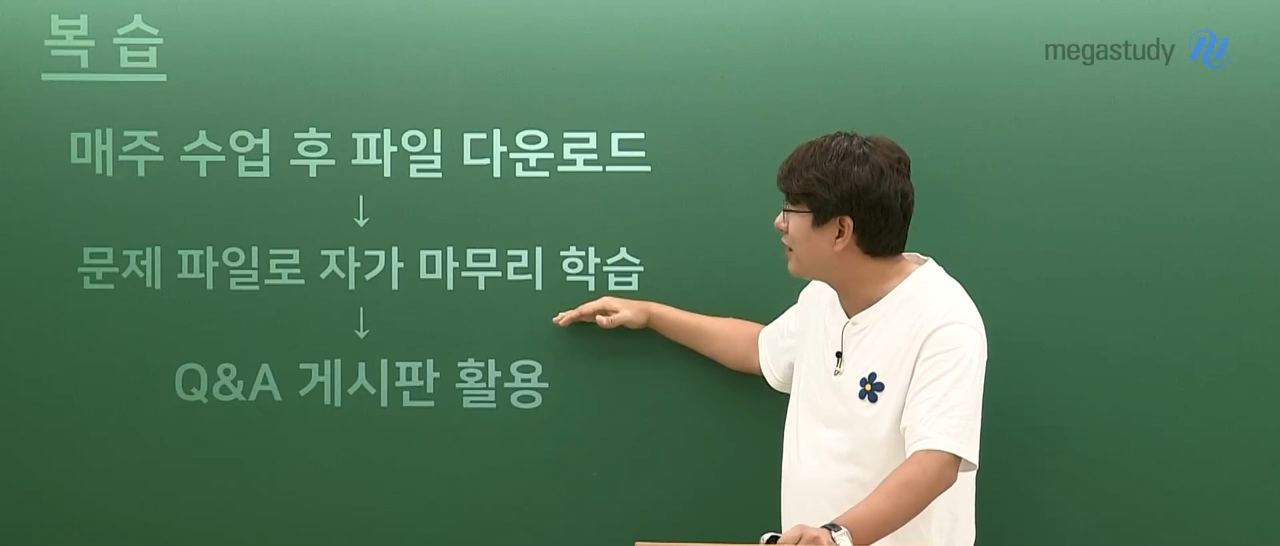 복 습
megastudy
매주 수업 후 파일 다운로드
↓
문제 파일로 자가 마무리 학습
↓
Q&A 게시판 활용